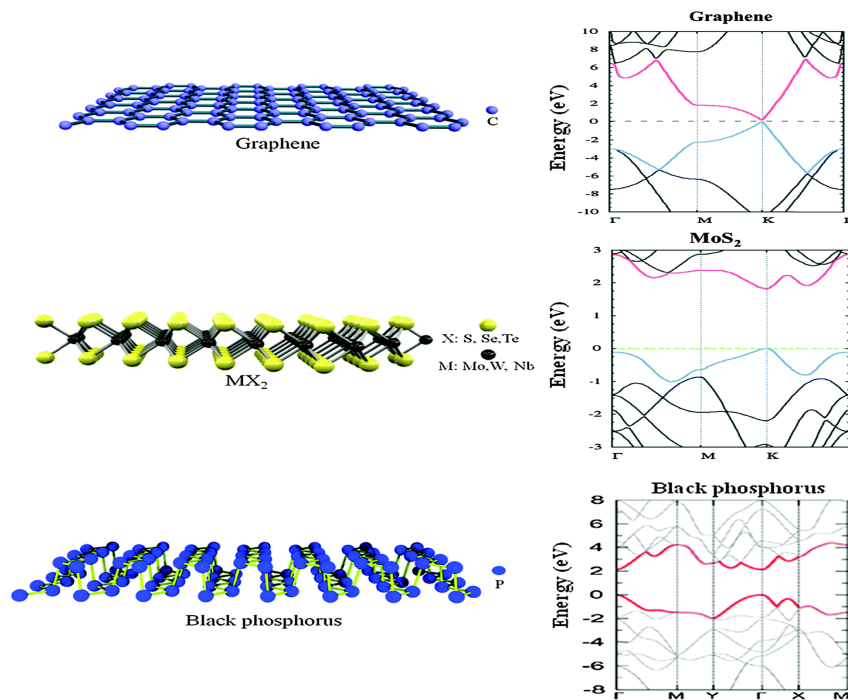 Graphene
C
Graphene
Energy (eV)
10
8
6
4
2
0
-2
-4
-6
-8
-10
Γ M K Γ
MoS2
X: S, Se,Te
M: Mo,W, Nb
MX2
Energy (eV)
3
2
1
0
-1
-2
-3
Γ M K
Black phosphorus
P
Black phosphorus
Energy (eV)
8
6
4
2
0
-2
-4
-6
-8
Γ M Y Γ X M